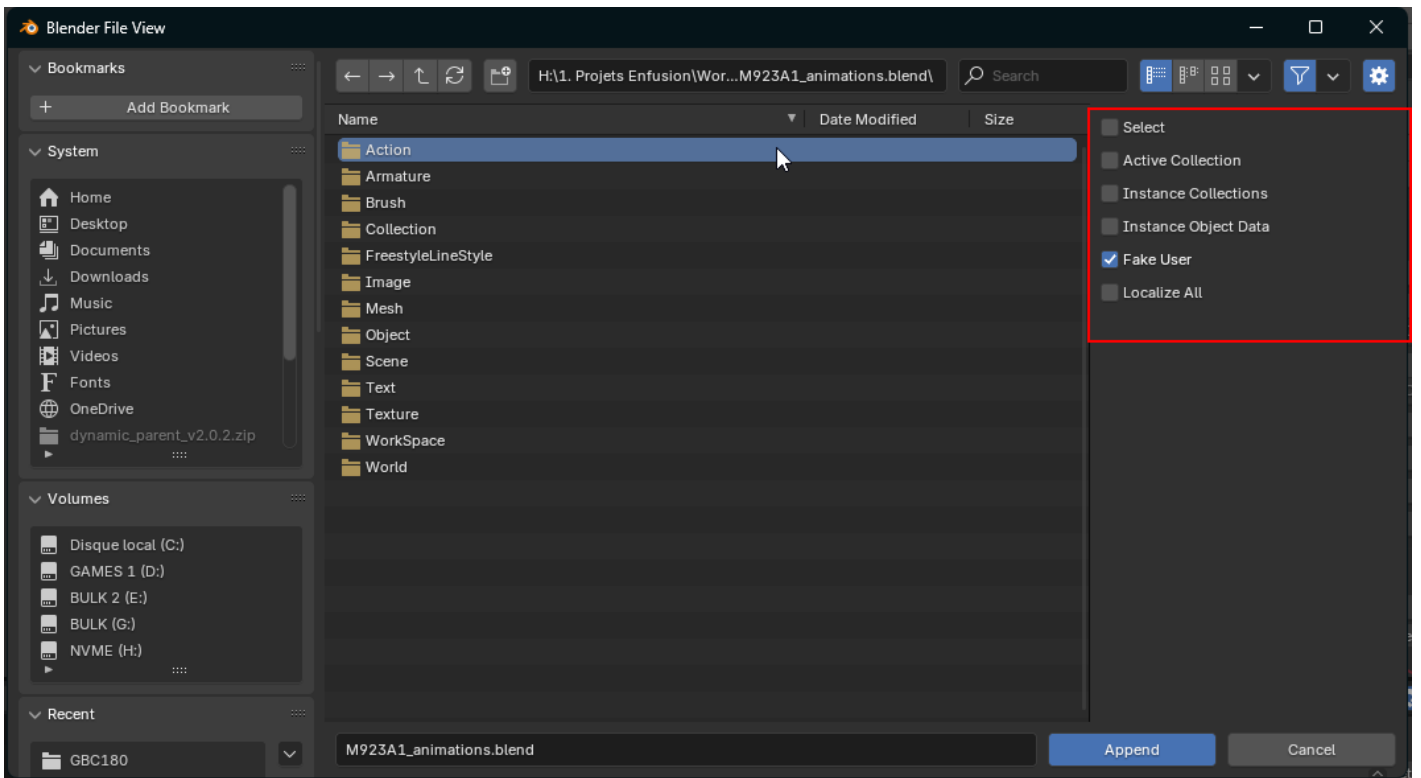 Blender File View
Bookmarks
Add Bookmark
System
Home
Desktop
Documents
Downloads
Music
Pictures
Videos
Fonts
OneDrive
dynamic_parent_v2.0.2.zip
Volumes
Disque local (C:)
GAMES 1 (D:)
BULK 2 (E:)
BULK (G:)
NVME (H:)
Recent
GBC180
H:\1. Projets Enfusion\Wor...M923A1_animations.blend\
Search
Name Date Modified Size
Action
Armature
Brush
Collection
FreestyleLineStyle
Image
Mesh
Object
Scene
Text
Texture
WorkSpace
World
Select
Active Collection
Instance Collections
Instance Object Data
Fake User
Localize All
M923A1_animations.blend
Append Cancel